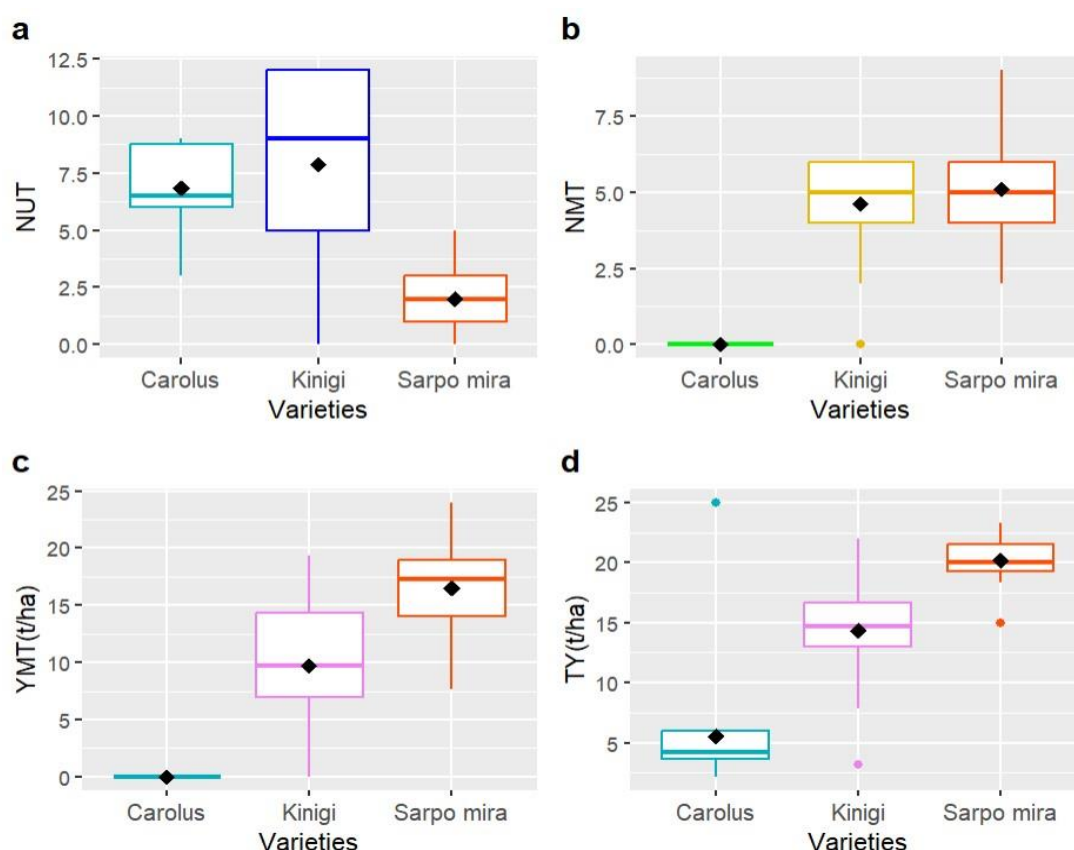 a
12.5
10.0
7.5
5.0
2.5
0.0
NUT
Carolus Kinigi Sarpo mira
Varieties
b
7.5
5.0
2.5
0.0
NMT
Carolus Kinigi Sarpo mira
Varieties
c
25
20
15
10
5
0
YMT(t/ha)
Carolus Kinigi Sarpo mira
Varieties
d
25
20
15
10
5
TY(t/ha)
Carolus Kinigi Sarpo mira
Varieties